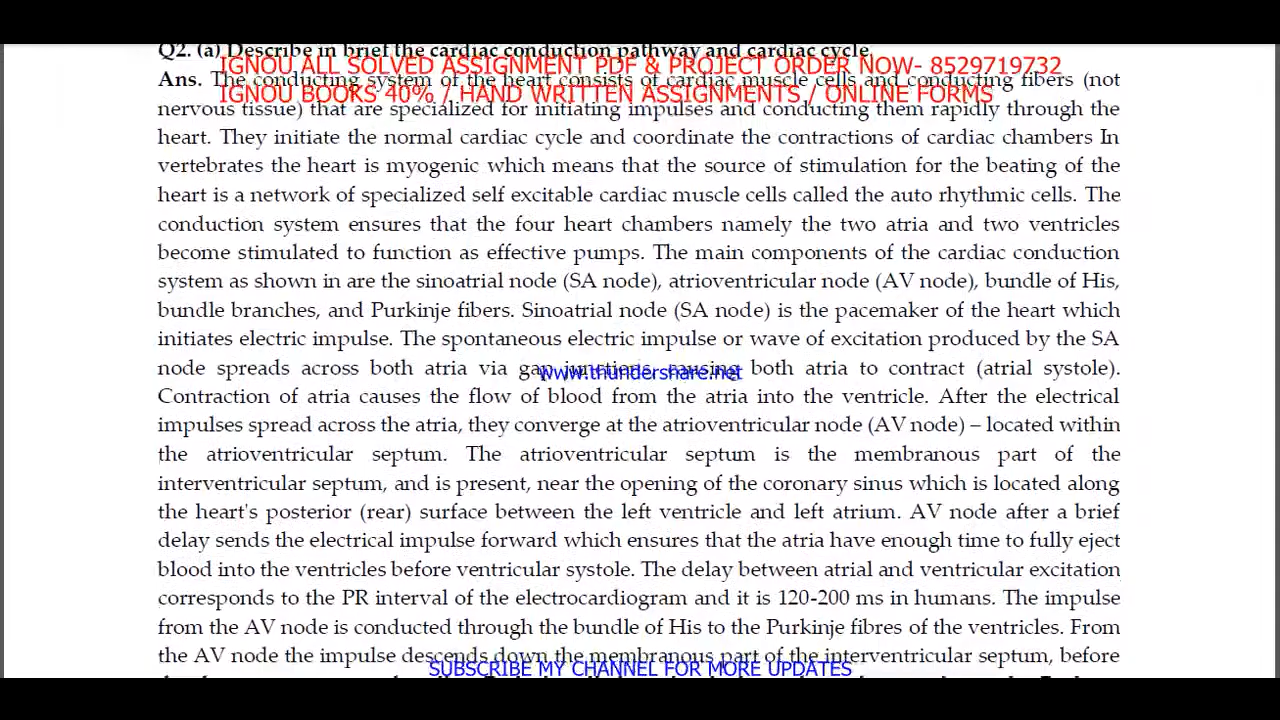 Q2. (a) Describe in brief the cardiac conduction pathway and cardiac cycle
IGNOU ALL SOLVED ASSIGNMENT PDF & PROJECT ORDER NOW- 8529719732
Ans. The conducting system of the heart consists of cardiac muscle cells and conducting fibers (not
IGNOU BOOKS 40% / HAND WRITTEN ASSIGNMENTS / ONLINE FORMS
nervous tissue) that are specialized for initiating impulses and conducting them rapidly through the
heart. They initiate the normal cardiac cycle and coordinate the contractions of cardiac chambers In
vertebrates the heart is myogenic which means that the source of stimulation for the beating of the
heart is a network of specialized self excitable cardiac muscle cells called the auto rhythmic cells. The
conduction system ensures that the four heart chambers namely the two atria and two ventricles
become stimulated to function as effective pumps. The main components of the cardiac conduction
system as shown in are the sinoatrial node (SA node), atrioventricular node (AV node), bundle of His,
bundle branches, and Purkinje fibers. Sinoatrial node (SA node) is the pacemaker of the heart which
initiates electric impulse. The spontaneous electric impulse or wave of excitation produced by the SA
node spreads across both atria via gap junctions, causing both atria to contract (atrial systole).
www.thundershare.net
Contraction of atria causes the flow of blood from the atria into the ventricle. After the electrical
impulses spread across the atria, they converge at the atrioventricular node (AV node) – located within
the atrioventricular septum. The atrioventricular septum is the membranous part of the
interventricular septum, and is present, near the opening of the coronary sinus which is located along
the heart's posterior (rear) surface between the left ventricle and left atrium. AV node after a brief
delay sends the electrical impulse forward which ensures that the atria have enough time to fully eject
blood into the ventricles before ventricular systole. The delay between atrial and ventricular excitation
corresponds to the PR interval of the electrocardiogram and it is 120-200 ms in humans. The impulse
from the AV node is conducted through the bundle of His to the Purkinje fibres of the ventricles. From
the AV node the impulse descends down the membranous part of the interventricular septum, before
SUBSCRIBE MY CHANNEL FOR MORE UPDATES